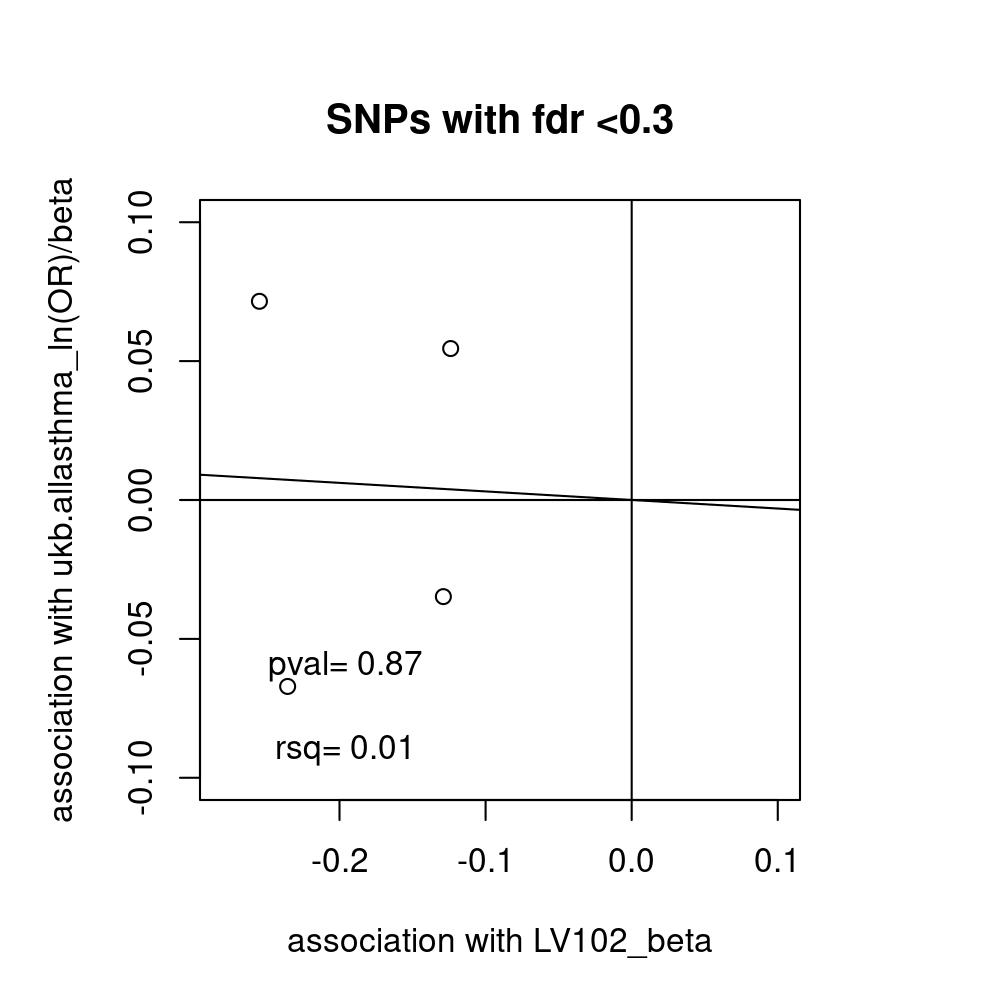 SNPs with fdr <0.3
association with ukb.allasthma_ln(OR)/beta
0.10
0.05
0.00
-0.05
-0.10
pval= 0.87
rsq= 0.01
-0.2
-0.1
0.0
0.1
association with LV102_beta